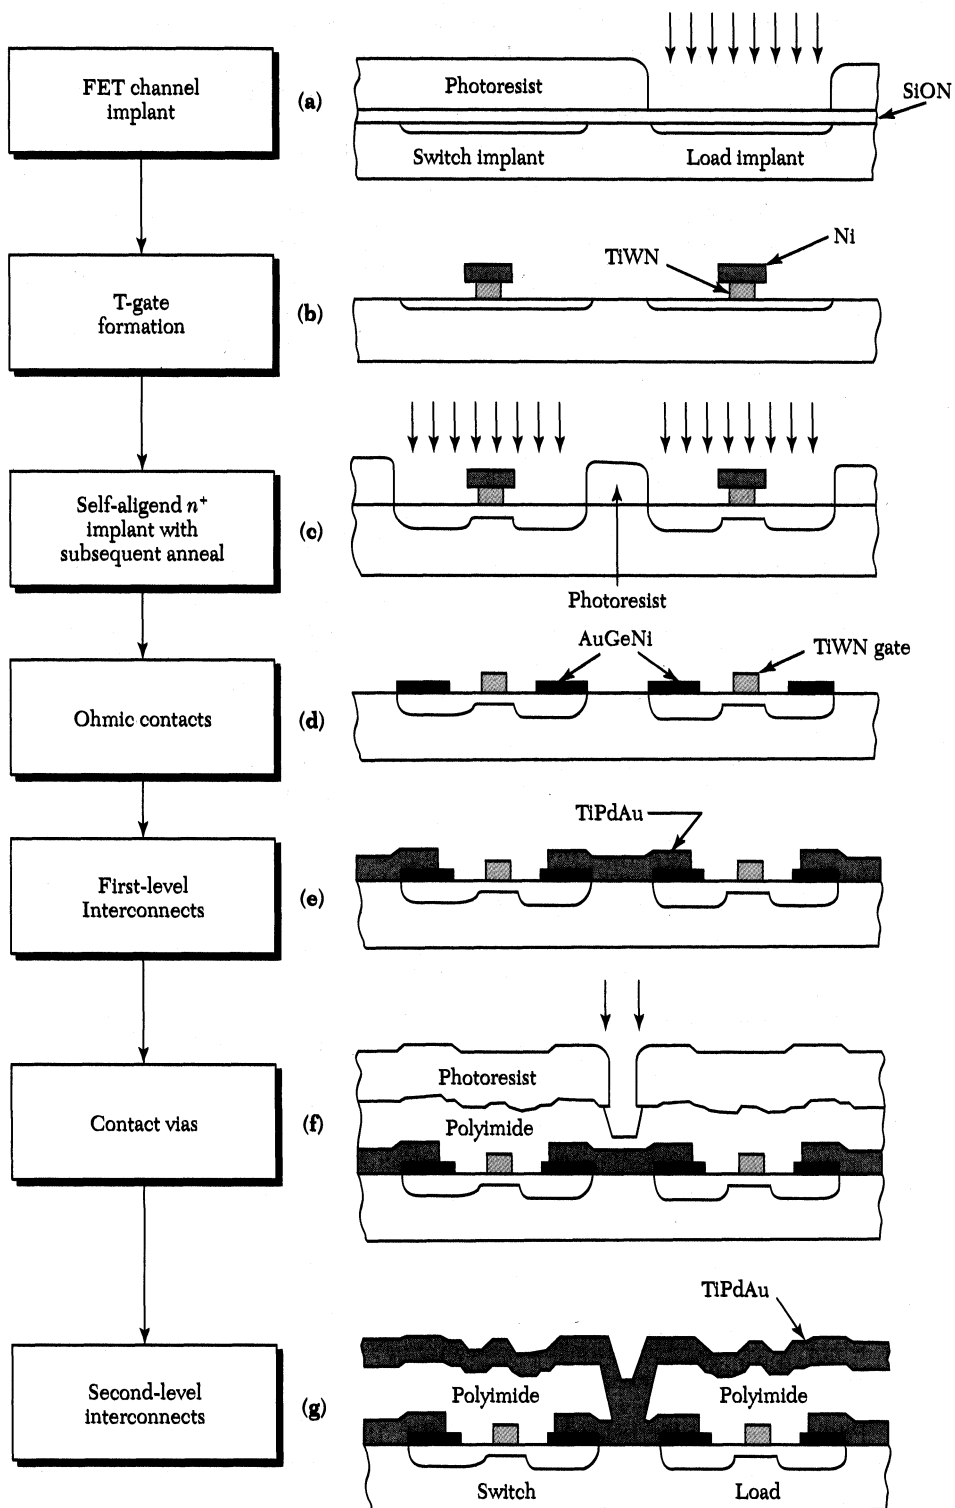 FET channel
implant
(a)
Photoresist
SiON
Switch implant
Load implant
T-gate
formation
(b)
TiWN
Ni
Self-aligend n⁺
implant with
subsequent anneal
(c)
Photoresist
Ohmic contacts
(d)
AuGeNi
TiWN gate
First-level
Interconnects
(e)
TiPdAu
Contact vias
(f)
Photoresist
Polyimide
Second-level
interconnects
(g)
TiPdAu
Polyimide
Polyimide
Switch
Load